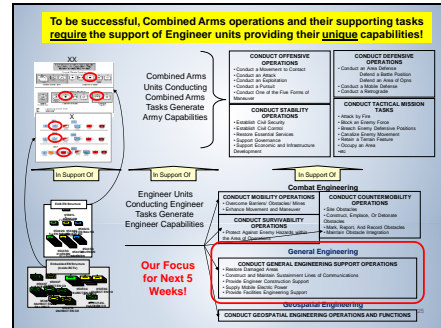 To be successful, Combined Arms operations and their supporting tasks
require the support of Engineer units providing their unique capabilities!
XX
X
Combined Arms
Units Conducting
Combined Arms
Tasks Generate
Army Capabilities
CONDUCT OFFENSIVE
OPERATIONS
• Conduct a Movement to Contact
• Conduct an Attack
• Conduct an Exploitation
• Conduct a Pursuit
• Conduct One of the Five Forms of
Maneuver
CONDUCT DEFENSIVE
OPERATIONS
• Conduct an Area Defense
Defend a Battle Position
Defend an Area of Opns
• Conduct a Mobile Defense
• Conduct a Retrograde
CONDUCT STABILITY
OPERATIONS
• Establish Civil Security
• Establish Civil Control
• Restore Essential Services
• Support Governance
• Support Economic and Infrastructure
Development
CONDUCT TACTICAL MISSION
TASKS
• Attack by Fire
• Block an Enemy Force
• Breach Enemy Defensive Positions
• Canalize Enemy Movement
• Retain a Terrain Feature
• Occupy an Area
• etc
In Support Of
In Support Of
In Support Of
Engineer Units
Conducting Engineer
Tasks Generate
Engineer Capabilities
Combat Engineering
CONDUCT MOBILITY OPERATIONS
• Overcome Barriers/ Obstacles/ Mines
• Enhance Movement and Maneuver
CONDUCT SURVIVABILITY
OPERATIONS
• Protect Against Enemy Hazards within
the Area of Operations
CONDUCT COUNTERMOBILITY
OPERATIONS
• Site Obstacles
• Construct, Emplace, or Detonate
Obstacles
• Mark, Report, And Record Obstacles
• Maintain Obstacle Integration
Our Focus
for Next 5
Weeks!
General Engineering
CONDUCT GENERAL ENGINEERING SUPPORT OPERATIONS
• Restore Damaged Areas
• Construct and Maintain Sustainment Lines of Communications
• Provide Engineer Construction Support
• Supply Mobile Electric Power
• Provide Facilities Engineering Support
Geospatial Engineering
CONDUCT GEOSPATIAL ENGINEERING OPERATIONS AND FUNCTIONS
25